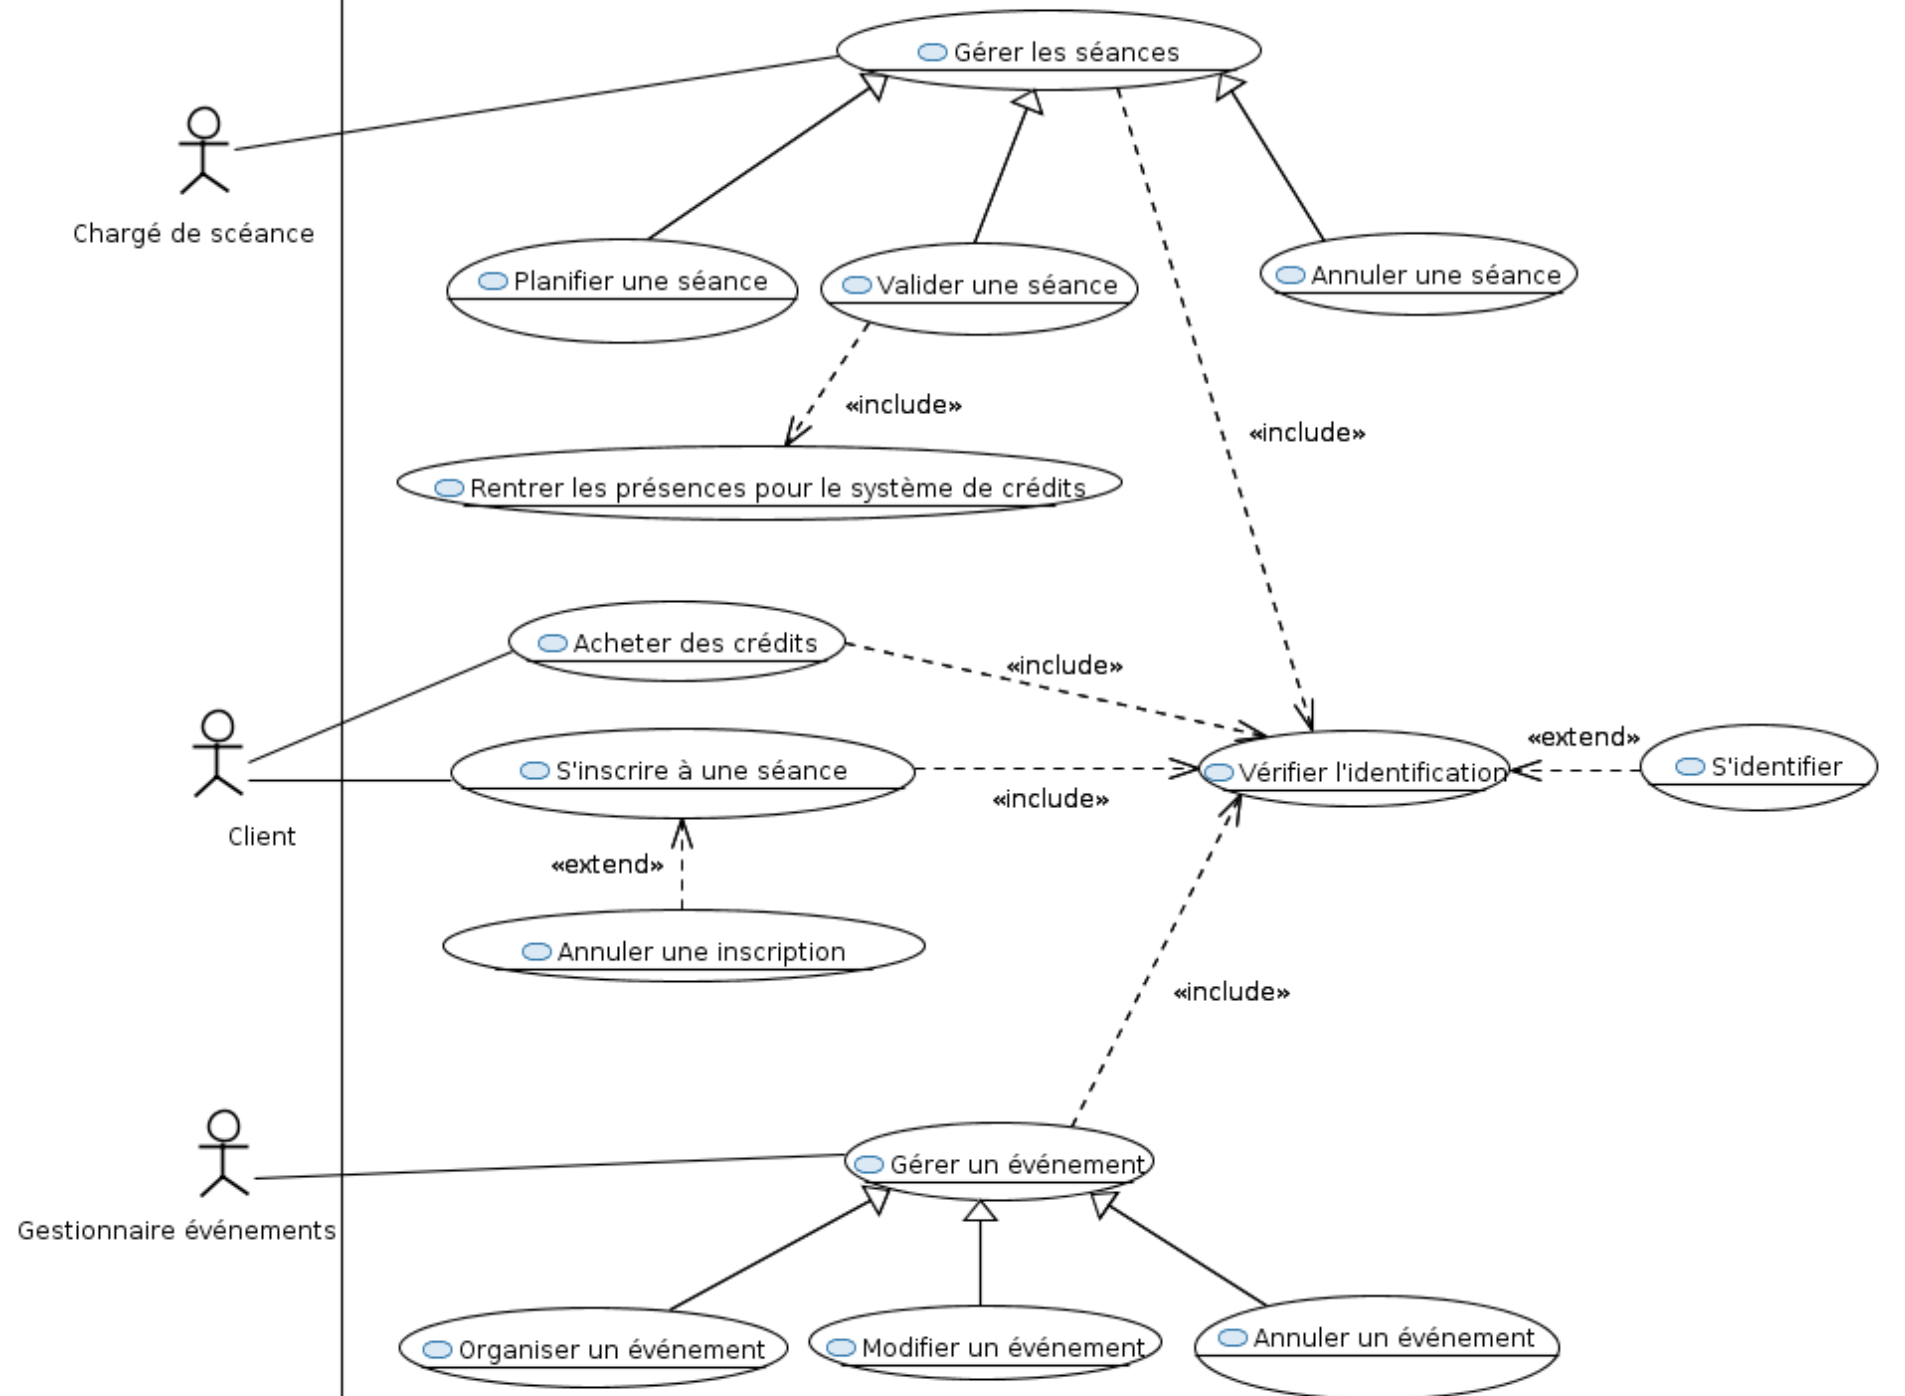 Gérer les séances
Chargé de scéance
Planifier une séance
Valider une séance
Annuler une séance
«include»
«include»
Rentrer les présences pour le système de crédits
Acheter des crédits
«include»
S'inscrire à une séance
«include»
Vérifier l'identification
«extend»
S'identifier
Client
«extend»
Annuler une inscription
«include»
Gérer un événement
Gestionnaire événements
Organiser un événement
Modifier un événement
Annuler un événement